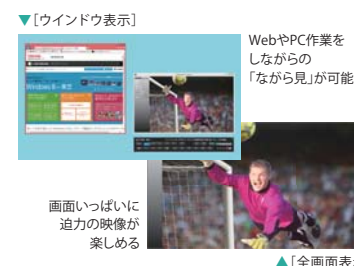 ▼[ウインドウ表示]
WebやPC作業を
しながらの
「ながら見」が可能
画面いっぱいに
迫力の映像が
楽しめる
▲[全画面表